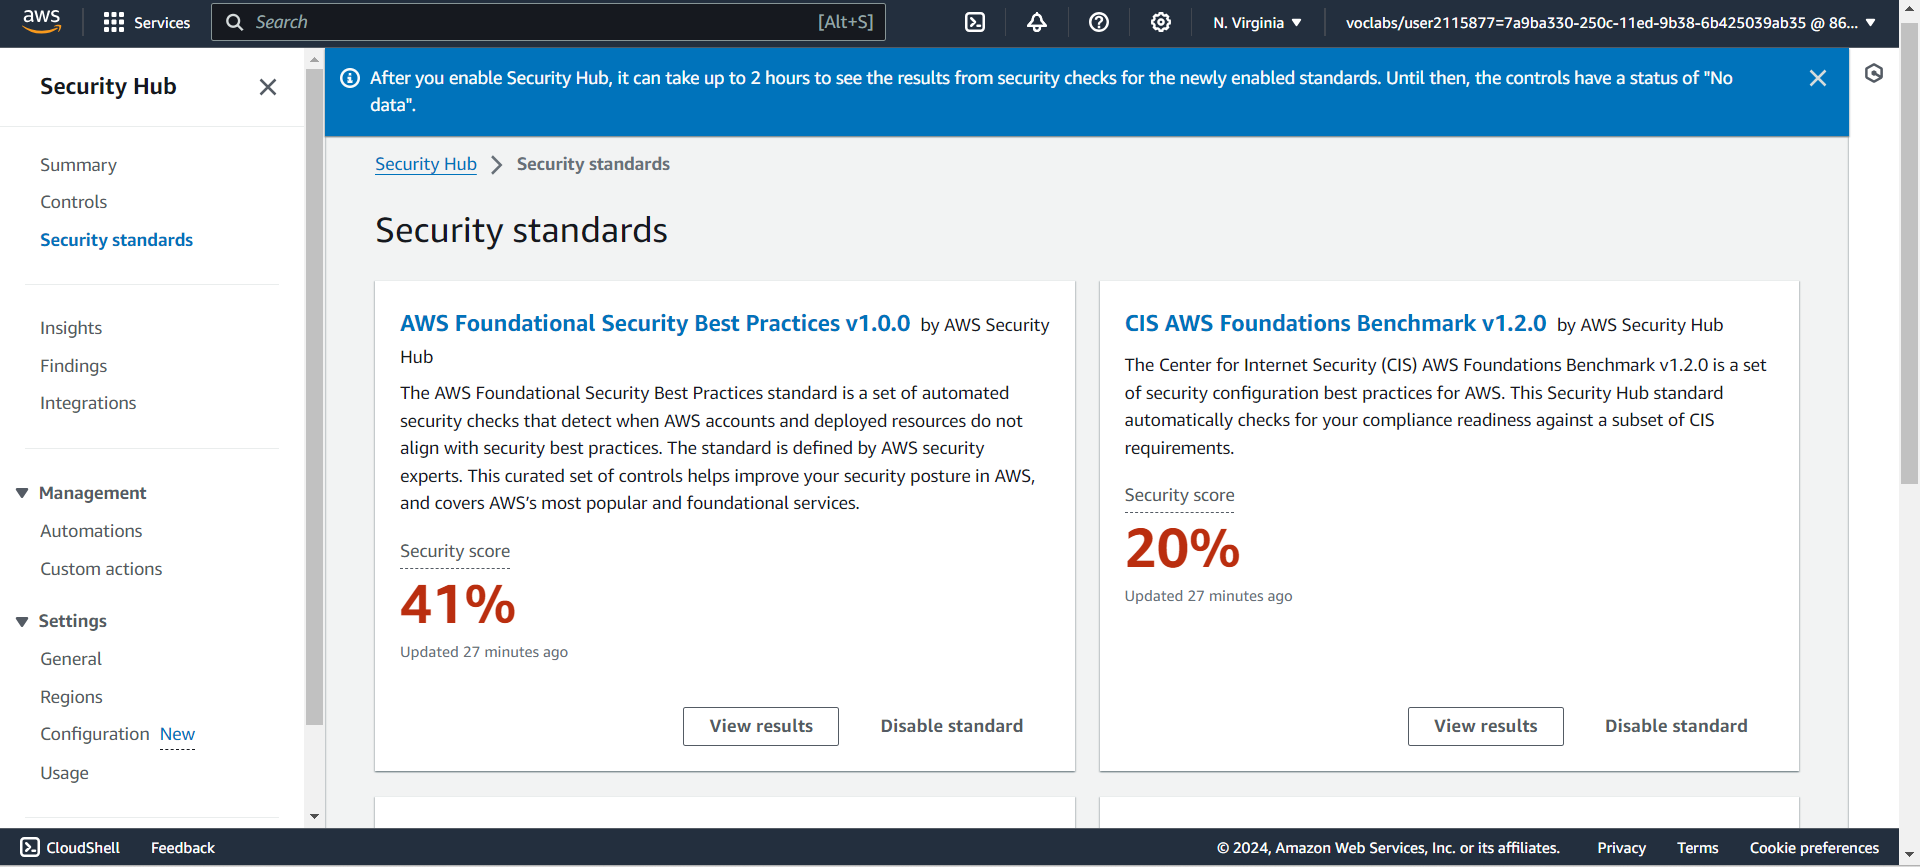 aws
Services
Search
[Alt+S]
N. Virginia
voclabs/user2115877=7a9ba330-250c-11ed-9b38-6b425039ab35 @ 86...
Security Hub
Summary
Controls
Security standards
Insights
Findings
Integrations
Management
Automations
Custom actions
Settings
General
Regions
Configuration New
Usage
After you enable Security Hub, it can take up to 2 hours to see the results from security checks for the newly enabled standards. Until then, the controls have a status of "No
data".
Security Hub
Security standards
Security standards
AWS Foundational Security Best Practices v1.0.0 by AWS Security
Hub
The AWS Foundational Security Best Practices standard is a set of automated
security checks that detect when AWS accounts and deployed resources do not
align with security best practices. The standard is defined by AWS security
experts. This curated set of controls helps improve your security posture in AWS,
and covers AWS’s most popular and foundational services.
Security score
41%
Updated 27 minutes ago
View results
Disable standard
CIS AWS Foundations Benchmark v1.2.0 by AWS Security Hub
The Center for Internet Security (CIS) AWS Foundations Benchmark v1.2.0 is a set
of security configuration best practices for AWS. This Security Hub standard
automatically checks for your compliance readiness against a subset of CIS
requirements.
Security score
20%
Updated 27 minutes ago
View results
Disable standard
CloudShell
Feedback
© 2024, Amazon Web Services, Inc. or its affiliates.
Privacy
Terms
Cookie preferences